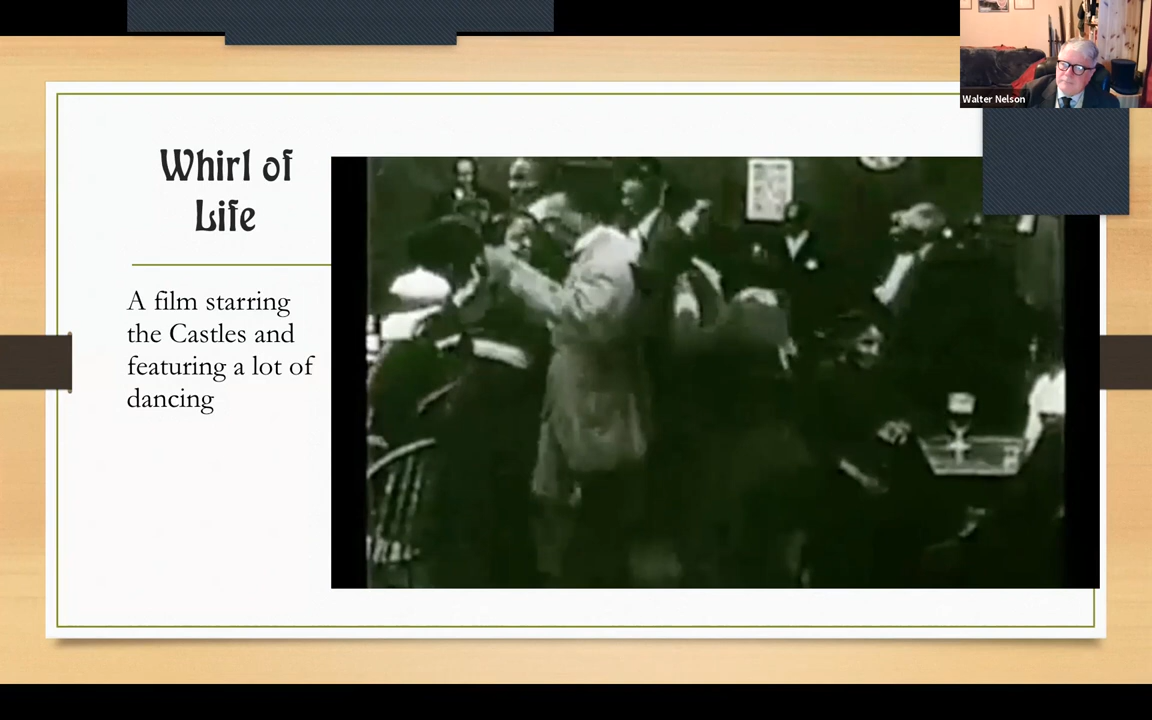 Walter Nelson
Whirl of
Life
A film starring
the Castles and
featuring a lot of
dancing